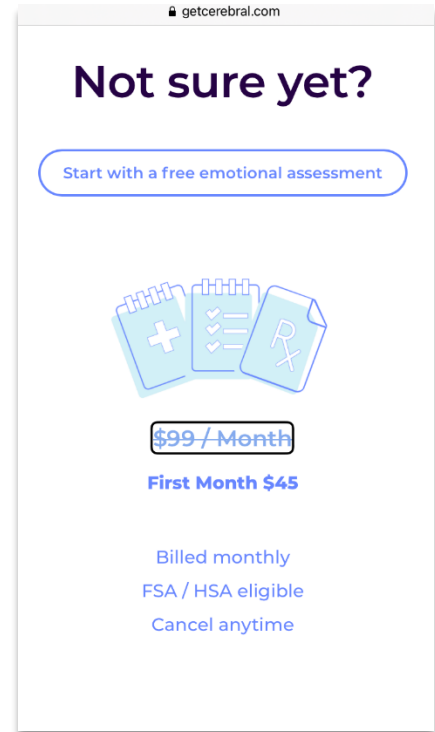 getcerebral.com
Not sure yet?
Start with a free emotional assessment
Rx
$99 / Month
First Month $45
Billed monthly
FSA / HSA eligible
Cancel anytime